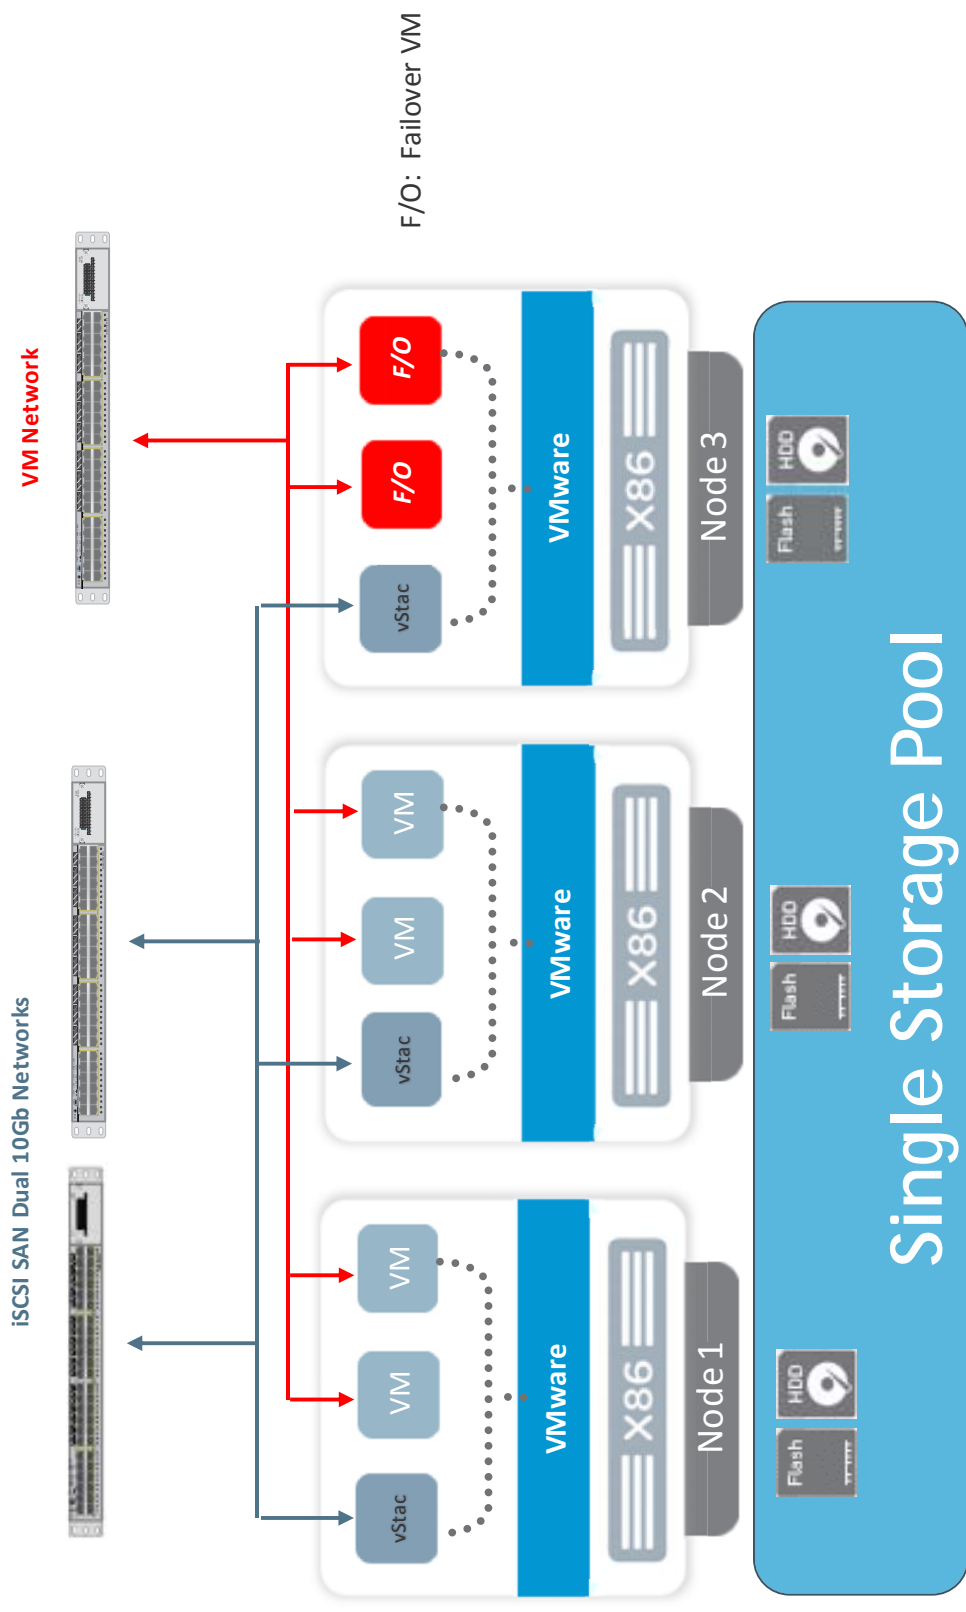 iSCSI SAN Dual 10Gb Networks
VM Network
F/O: Failover VM
vStac
VM
VM
vStac
VM
VM
vStac
F/O
F/O
VMware
VMware
VMware
X86
X86
X86
Node 1
Node 2
Node 3
Flash
HDD
Flash
HDD
Flash
HDD
Single Storage Pool